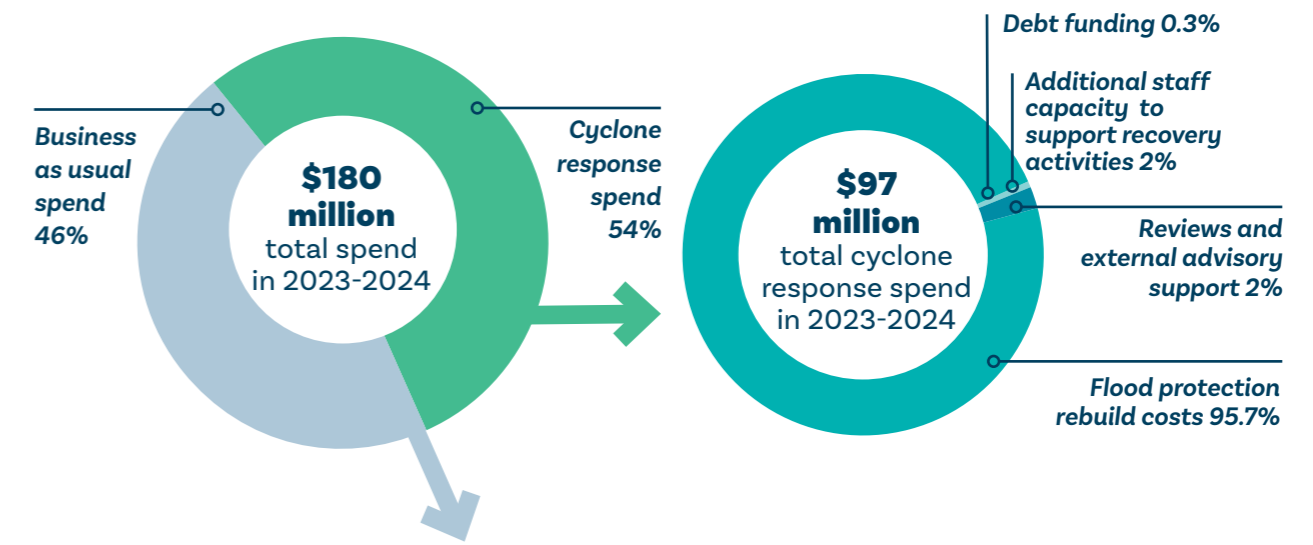 Business
as usual
spend
46%
$180
million
total spend
in 2023-2024
Cyclone
response
spend
54%
$97
million
total cyclone
response spend
in 2023-2024
Debt funding 0.3%
Additional staff
capacity to
support recovery
activities 2%
Reviews and
external advisory
support 2%
Flood protection
rebuild costs 95.7%